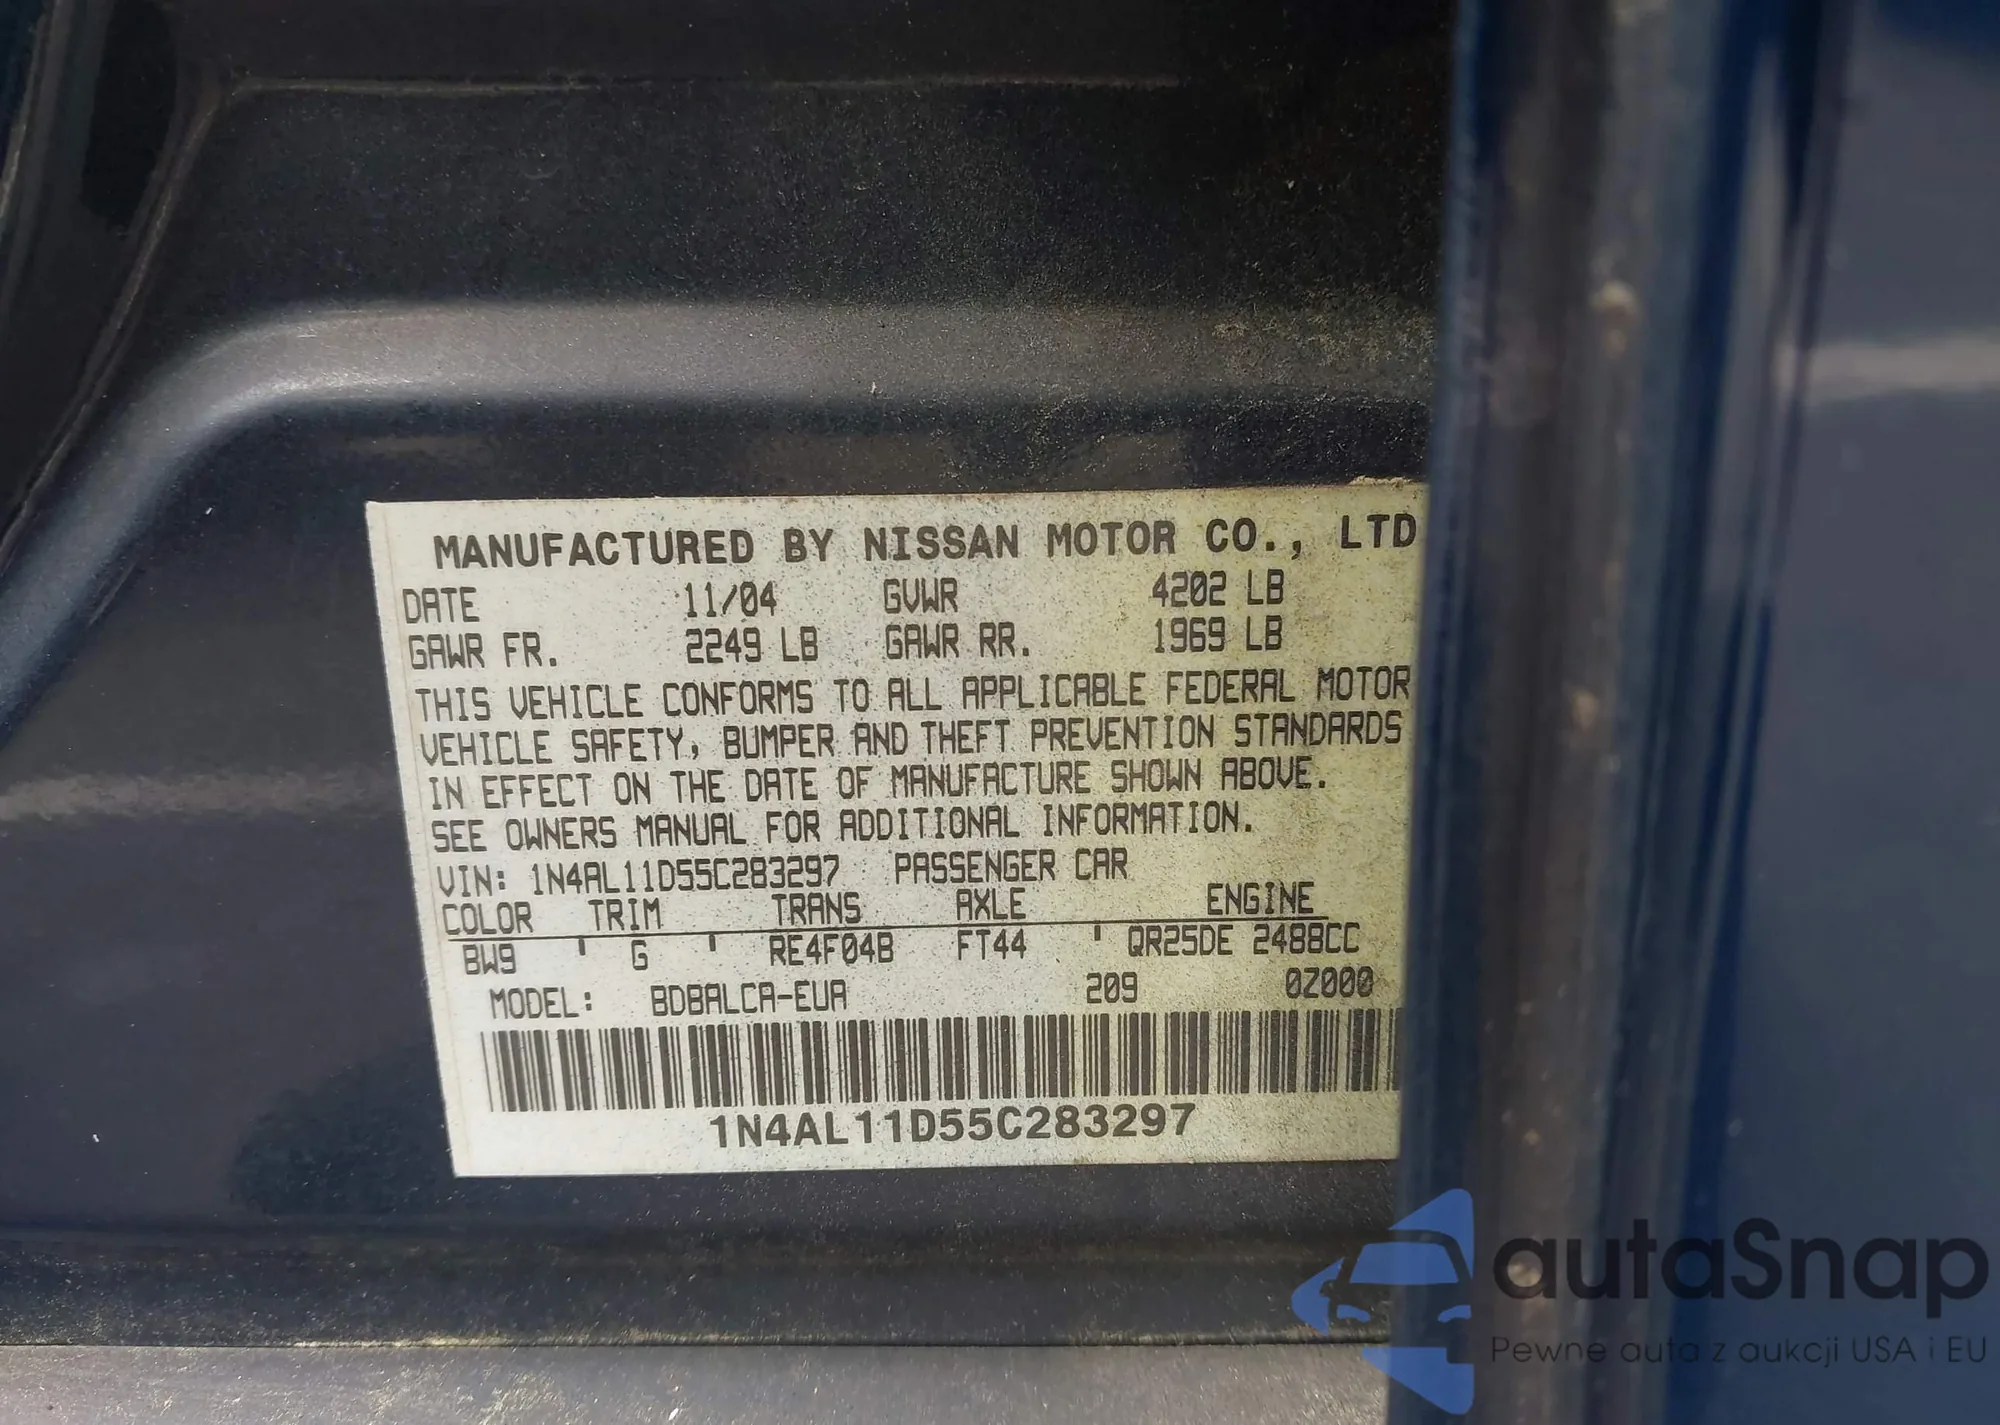 MANUFACTURED BY NISSAN MOTOR CO., LTD
DATE 11/04 GVWR 4202 LB
GAWR FR. 2249 LB GAWR RR. 1969 LB
THIS VEHICLE CONFORMS TO ALL APPLICABLE FEDERAL MOTOR
VEHICLE SAFETY, BUMPER AND THEFT PREVENTION STANDARDS
IN EFFECT ON THE DATE OF MANUFACTURE SHOWN ABOVE.
SEE OWNERS MANUAL FOR ADDITIONAL INFORMATION.
VIN: 1N4AL11D55C283297 PASSENGER CAR
COLOR TRIM TRANS AXLE ENGINE
BW9 ' G ' RE4F04B FT44 ' QR25DE 2488CC
MODEL: BDBALCA-EUA 209 0Z000
1N4AL11D55C283297
autaSnap
Pewne auta z aukcji USA i EU